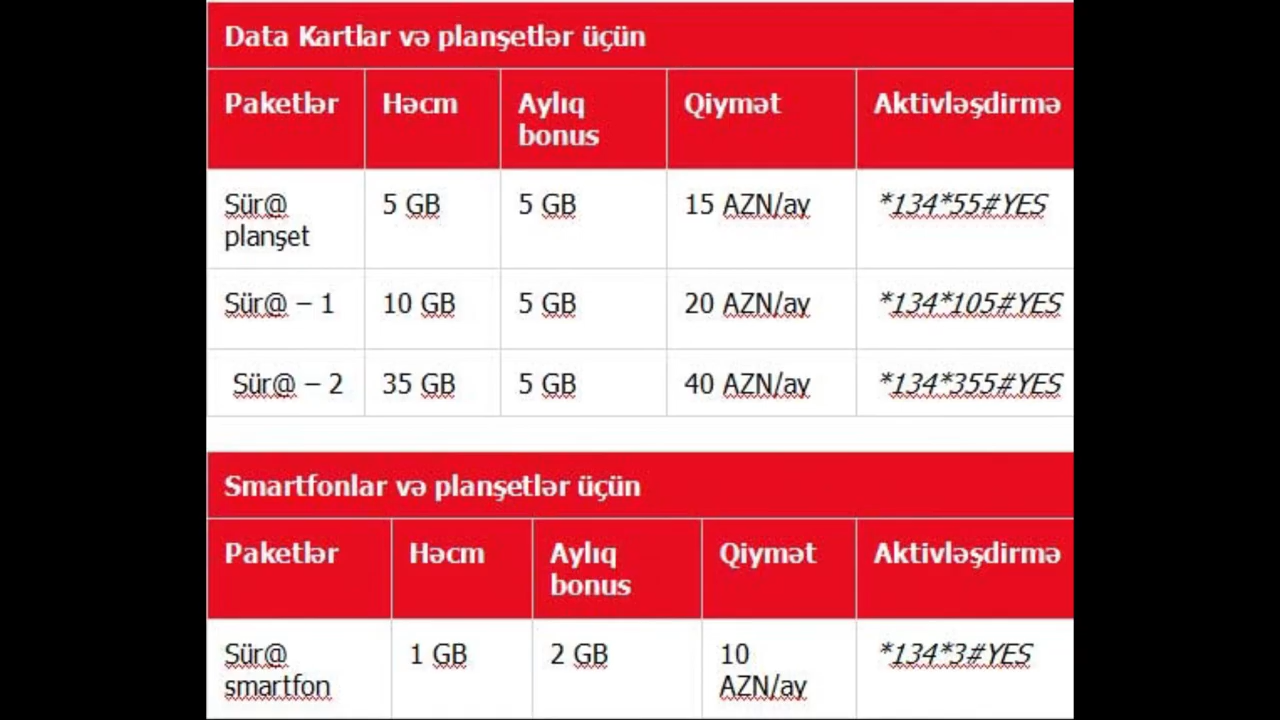 Data Kartlar və planşetlər üçün
Paketlər Həcm Aylıq bonus Qiymət Aktivləşdirmə
Sür@ planşet 5 GB 5 GB 15 AZN/ay *134*55#YES
Sür@ – 1 10 GB 5 GB 20 AZN/ay *134*105#YES
Sür@ – 2 35 GB 5 GB 40 AZN/ay *134*355#YES
Smartfonlar və planşetlər üçün
Paketlər Həcm Aylıq bonus Qiymət Aktivləşdirmə
Sür@ smartfon 1 GB 2 GB 10 AZN/ay *134*3#YES